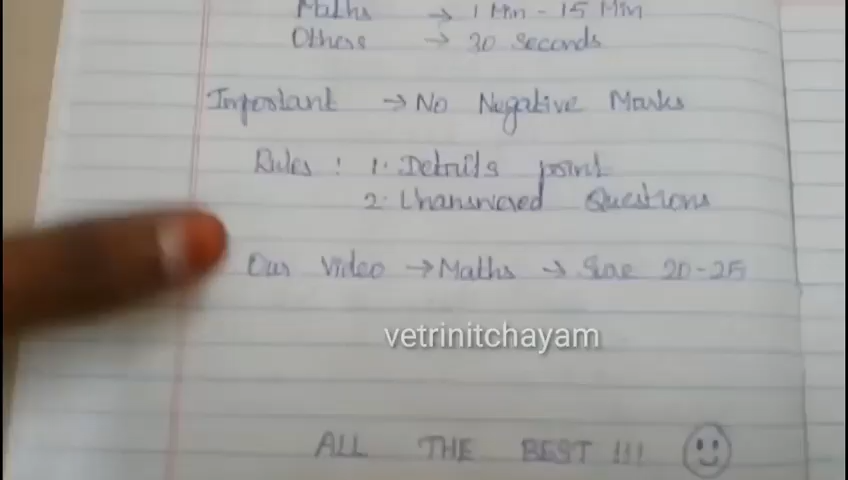 Maths → 1 Min - 15 Min
Others → 30 Seconds
Important → No Negative Marks
Rules : 1. Details point
2. Unanswered Questions
Our Video → Maths → Sure 20-25
vetrinitchayam
ALL THE BEST !!!